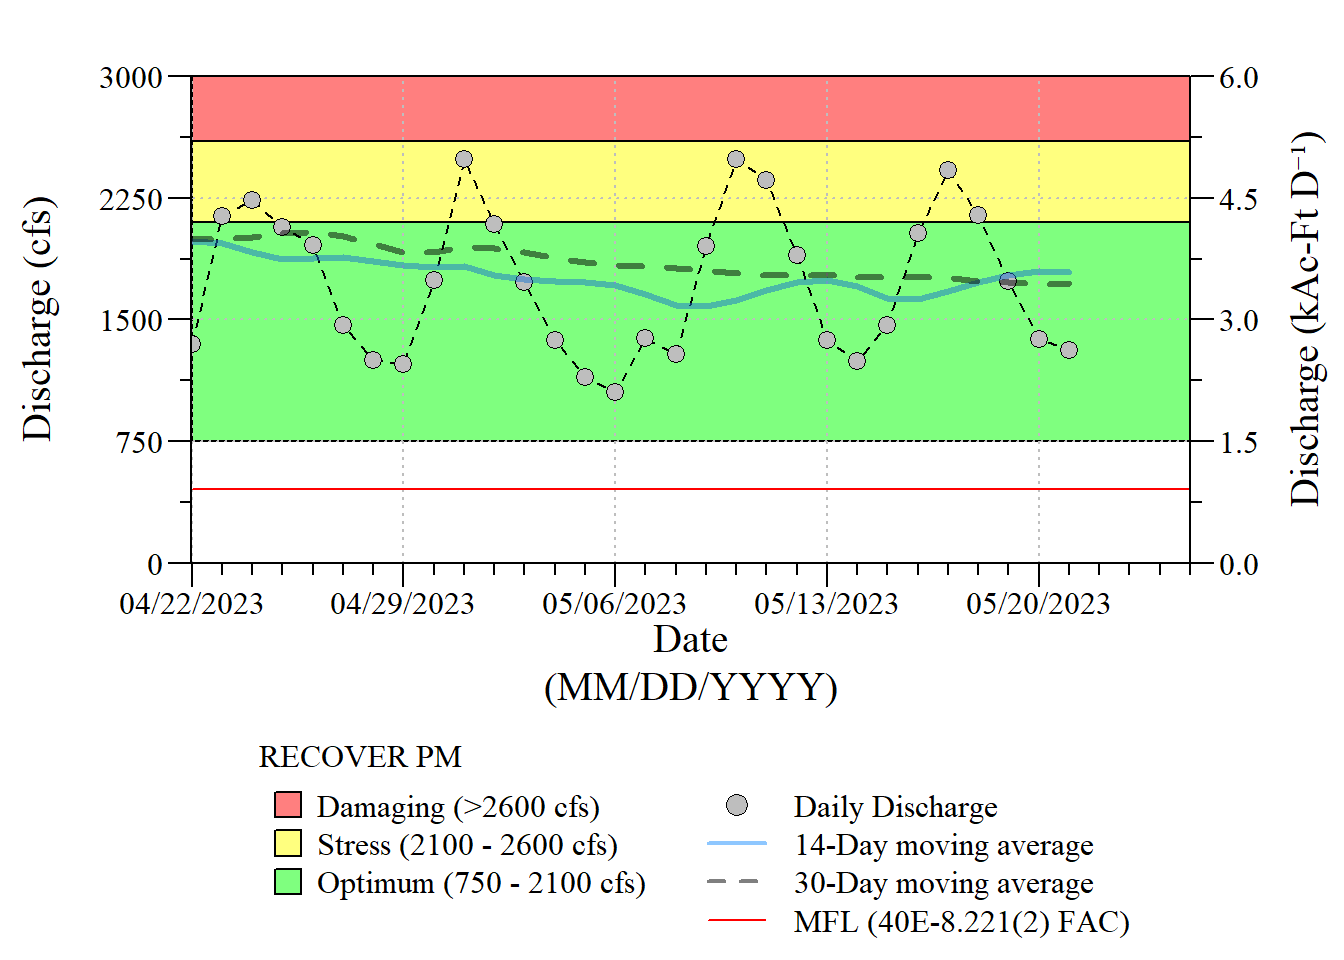 3000
2250
1500
750
0
Discharge (cfs)
6.0
4.5
3.0
1.5
0.0
Discharge (kAc-Ft D⁻¹)
04/22/2023 04/29/2023 05/06/2023 05/13/2023 05/20/2023
Date
(MM/DD/YYYY)
RECOVER PM
Damaging (>2600 cfs)
Stress (2100 - 2600 cfs)
Optimum (750 - 2100 cfs)
Daily Discharge
14-Day moving average
30-Day moving average
MFL (40E-8.221(2) FAC)